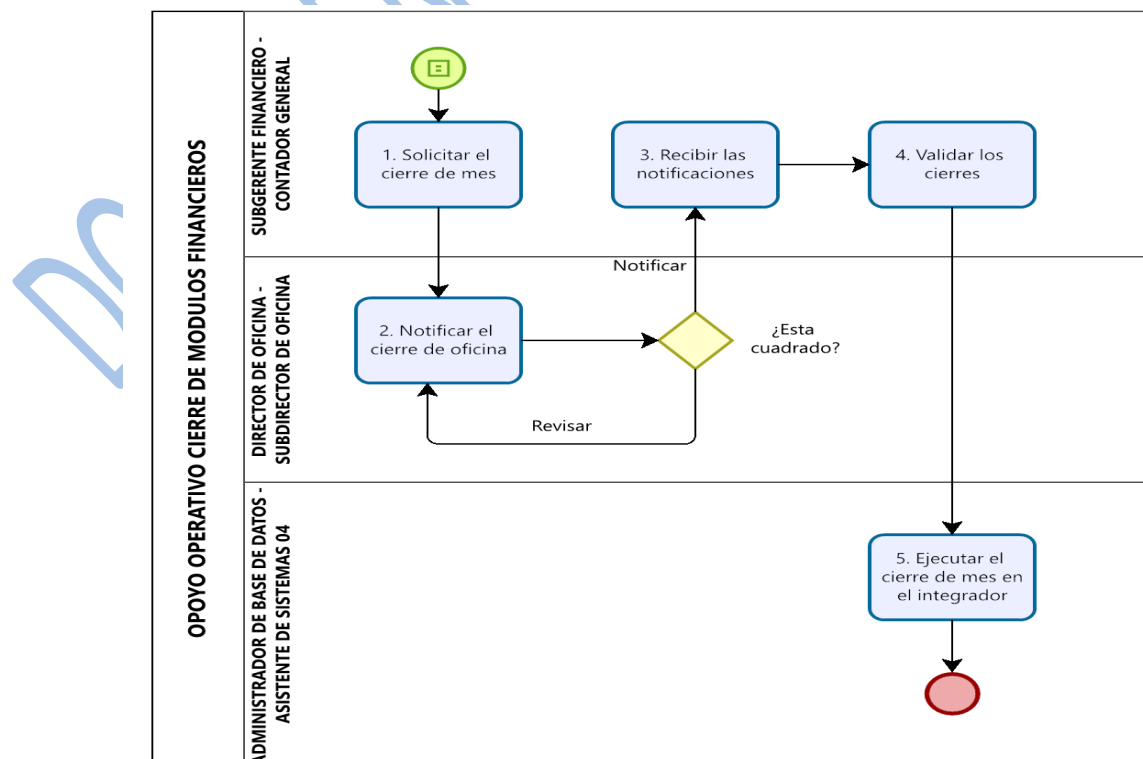 OPOYO OPERATIVO CIERRE DE MODULOS FINANCIEROS
SUBGERENTE FINANCIERO -
CONTADOR GENERAL
1. Solicitar el
cierre de mes
3. Recibir las
notificaciones
4. Validar los
cierres
DIRECTOR DE OFICINA -
SUBDIRECTOR DE OFICINA
Notificar
2. Notificar el
cierre de oficina
¿Esta
cuadrado?
Revisar
ADMINISTRADOR DE BASE DE DATOS -
ASISTENTE DE SISTEMAS 04
5. Ejecutar el
cierre de mes en
el integrador